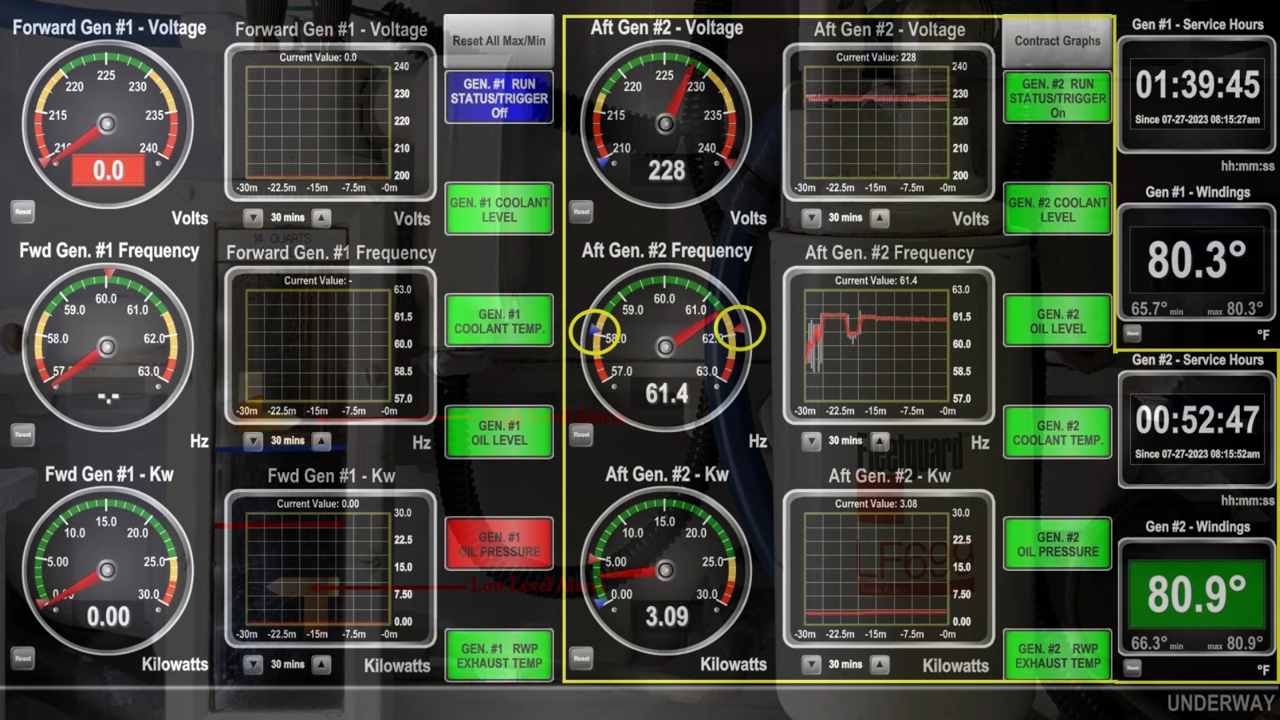 Forward Gen #1 - Voltage
210
215
220
225
230
235
240
0.0
Reset
Volts
Forward Gen #1 - Voltage
Current Value: 0.0
240
230
220
210
200
-30m -22.5m -15m -7.5m -0m
30 mins
Volts
Reset All Max/Min
GEN. #1 RUN
STATUS/TRIGGER
Off
GEN. #1 COOLANT
LEVEL
Aft Gen #2 - Voltage
210
215
220
225
230
235
240
228
Reset
Volts
Aft Gen #2 - Voltage
Current Value: 228
240
230
220
210
200
-30m -22.5m -15m -7.5m -0m
30 mins
Volts
Contract Graphs
GEN. #2 RUN
STATUS/TRIGGER
On
GEN. #2 COOLANT
LEVEL
Gen #1 - Service Hours
01:39:45
Since 07-27-2023 08:15:27am
hh:mm:ss
Gen #1 - Windings
80.3°
65.7° min max 80.3°
Reset
°F
Fwd Gen. #1 Frequency
57.0
58.0
59.0
60.0
61.0
62.0
63.0
-.-
Reset
Hz
14 QUARTS
Forward Gen. #1 Frequency
Current Value: -
63.0
61.5
60.0
58.5
57.0
-30m -22.5m -15m -7.5m -0m
30 mins
Hz
GEN. #1
COOLANT TEMP.
GEN. #1
OIL LEVEL
Aft Gen. #2 Frequency
57.0
58.0
59.0
60.0
61.0
62.0
63.0
61.4
Reset
Hz
Aft Gen. #2 Frequency
Current Value: 61.4
63.0
61.5
60.0
58.5
57.0
-30m -22.5m -15m -7.5m -0m
30 mins
Hz
Fleetguard
GEN. #2
OIL LEVEL
GEN. #2
COOLANT TEMP.
Gen #2 - Service Hours
00:52:47
Since 07-27-2023 08:15:52am
hh:mm:ss
Gen #2 - Windings
80.9°
66.3° min max 80.9°
Reset
°F
Fwd Gen #1 - Kw
0.00
5.00
10.0
15.0
20.0
25.0
30.0
0.00
Reset
Kilowatts
Fwd Gen #1 - Kw
Current Value: 0.00
30.0
22.5
15.0
7.50
0.00
-30m -22.5m -15m -7.5m -0m
30 mins
Kilowatts
GEN. #1
OIL PRESSURE
Low Level Alarm
GEN. #1 RWP
EXHAUST TEMP
Aft Gen. #2 - Kw
0.00
5.00
10.0
15.0
20.0
25.0
30.0
3.09
Reset
Kilowatts
Aft Gen. #2 - Kw
Current Value: 3.08
30.0
22.5
15.0
7.50
0.00
-30m -22.5m -15m -7.5m -0m
30 mins
Kilowatts
GEN. #2
OIL PRESSURE
GEN. #2 RWP
EXHAUST TEMP
UNDERWAY